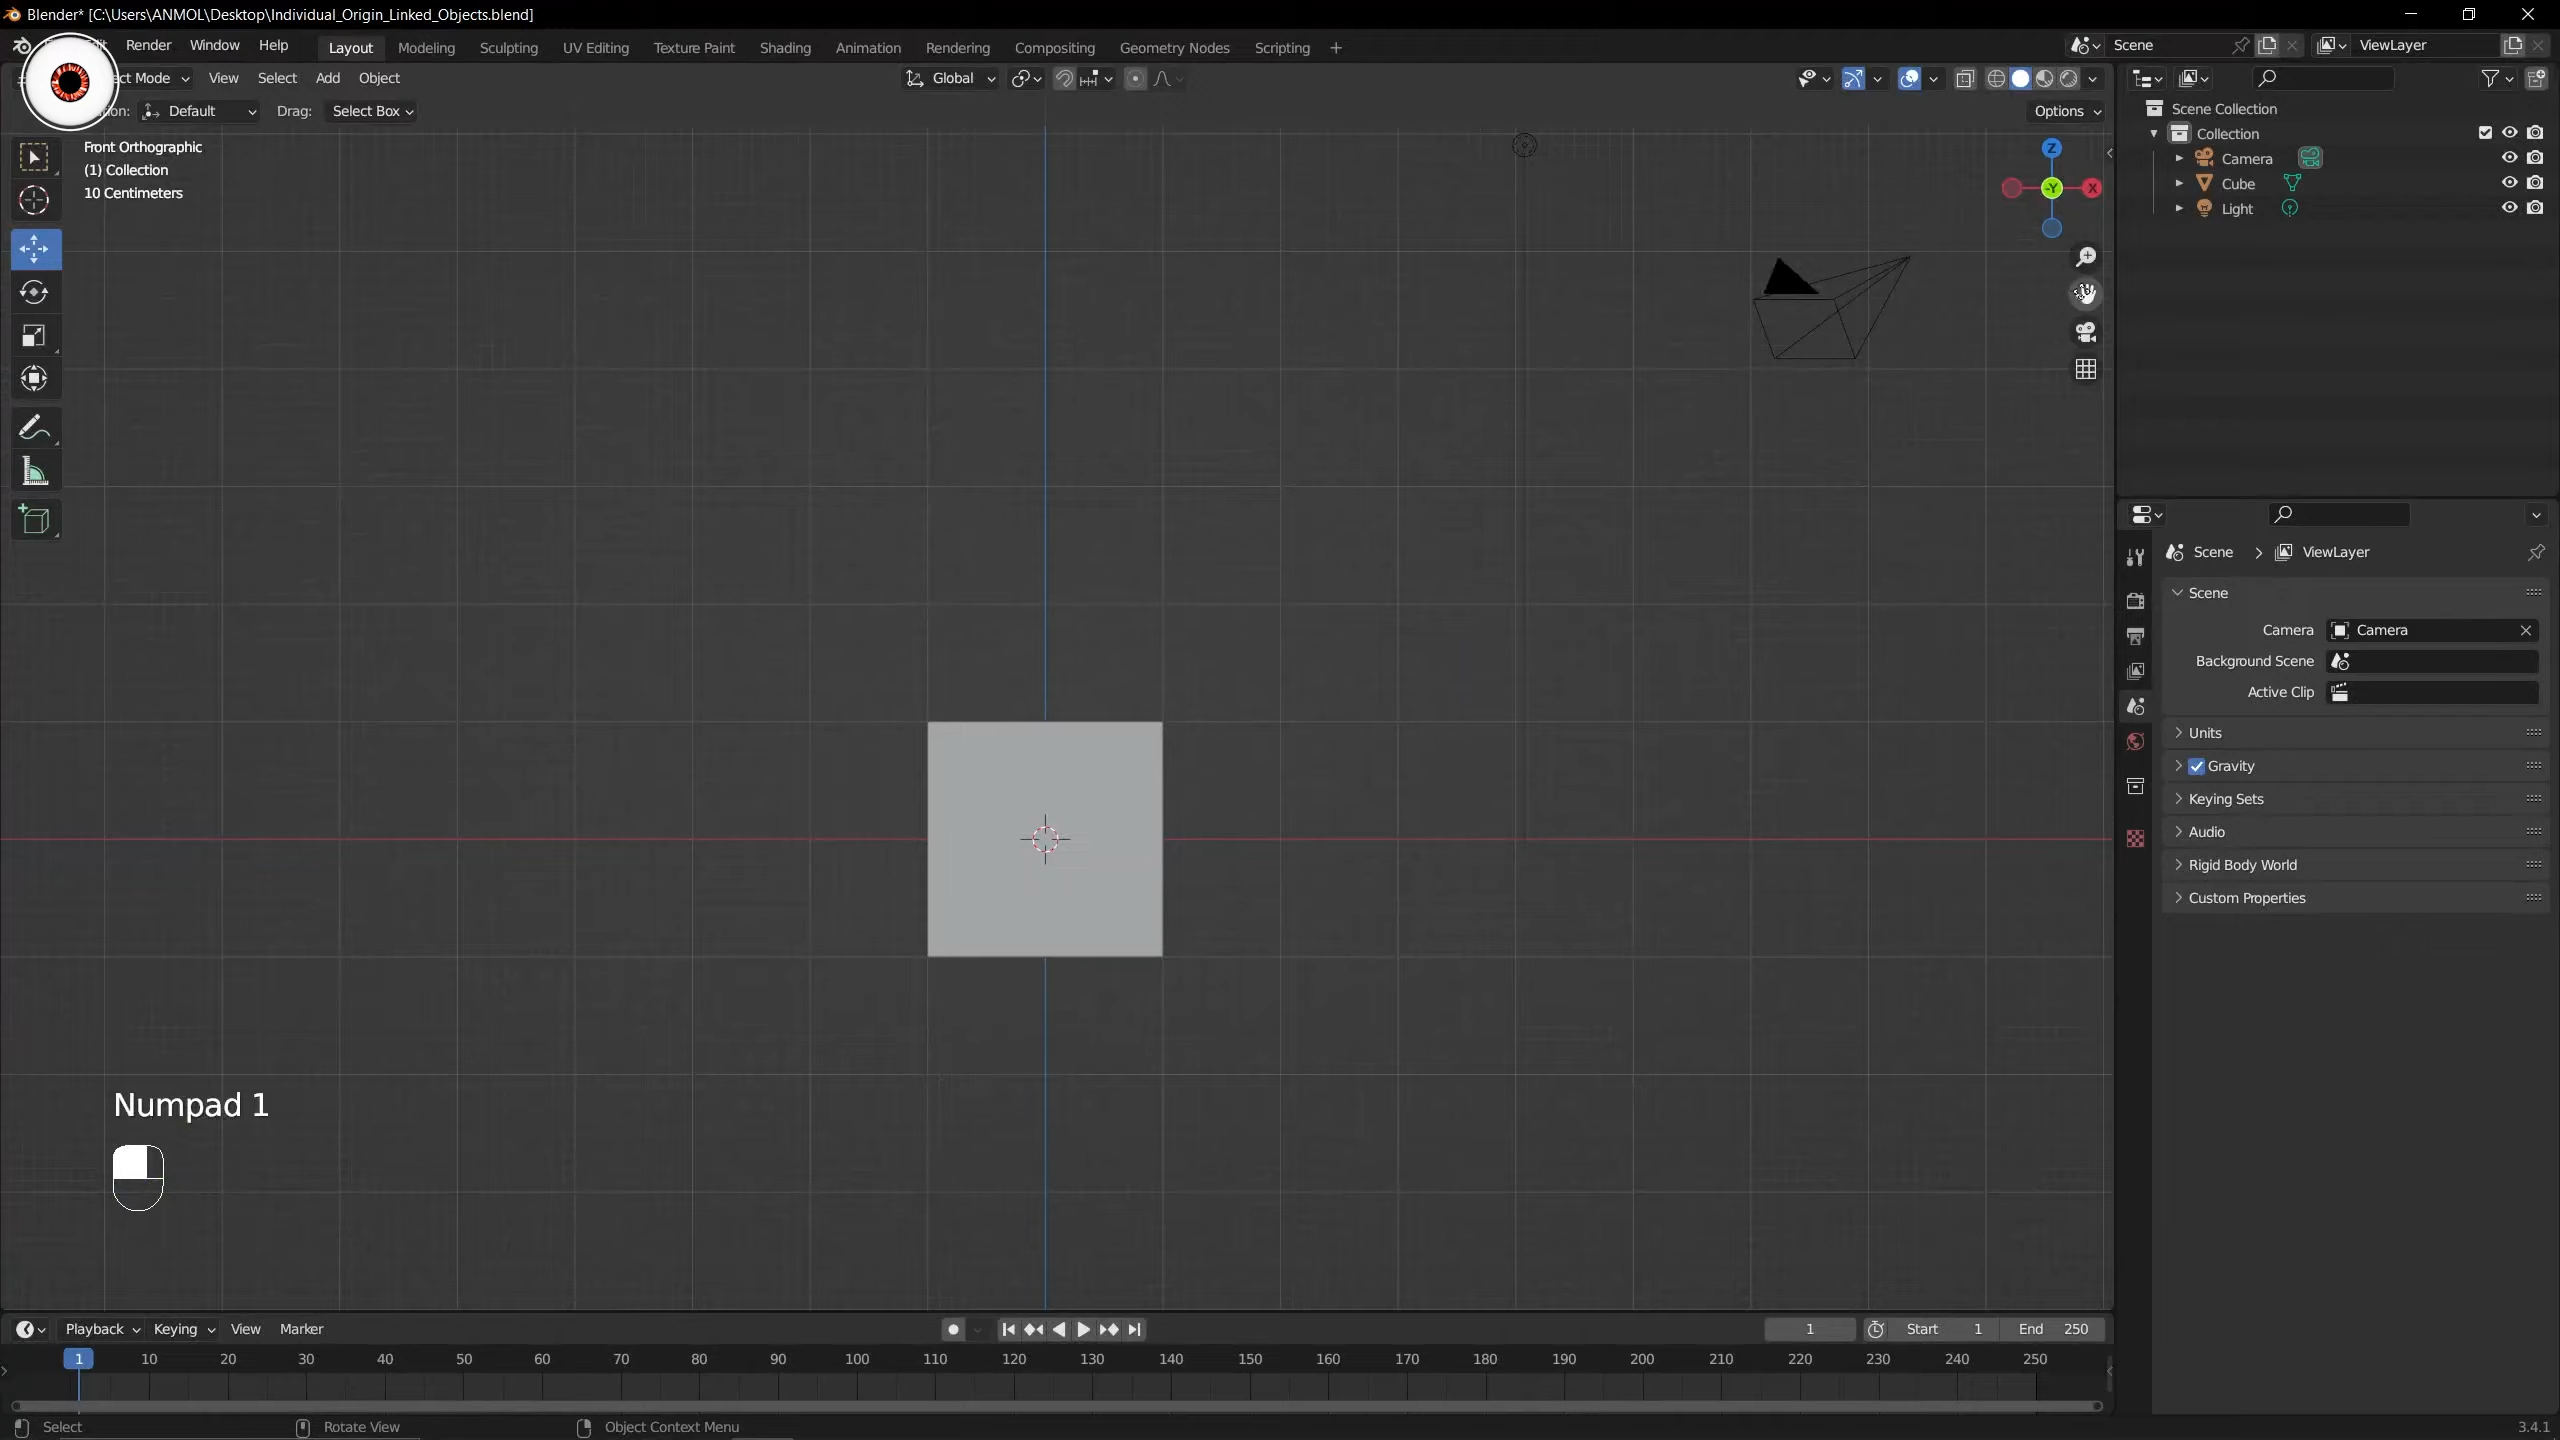 Blender* [C:\Users\ANMOL\Desktop\Individual_Origin_Linked_Objects.blend]
Render Window Help Layout Modeling Sculpting UV Editing Texture Paint Shading Animation Rendering Compositing Geometry Nodes Scripting + Scene ViewLayer
Mode View Select Add Object Global
Default Drag: Select Box Options
Front Orthographic
(1) Collection
10 Centimeters
Z
-Y X
Scene Collection
Collection
Camera
Cube
Light
Scene > ViewLayer
Scene
Camera Camera
Background Scene
Active Clip
Units
Gravity
Keying Sets
Audio
Rigid Body World
Custom Properties
Numpad 1
Playback Keying View Marker 1 Start 1 End 250
1 10 20 30 40 50 60 70 80 90 100 110 120 130 140 150 160 170 180 190 200 210 220 230 240 250
Select Rotate View Object Context Menu 3.4.1